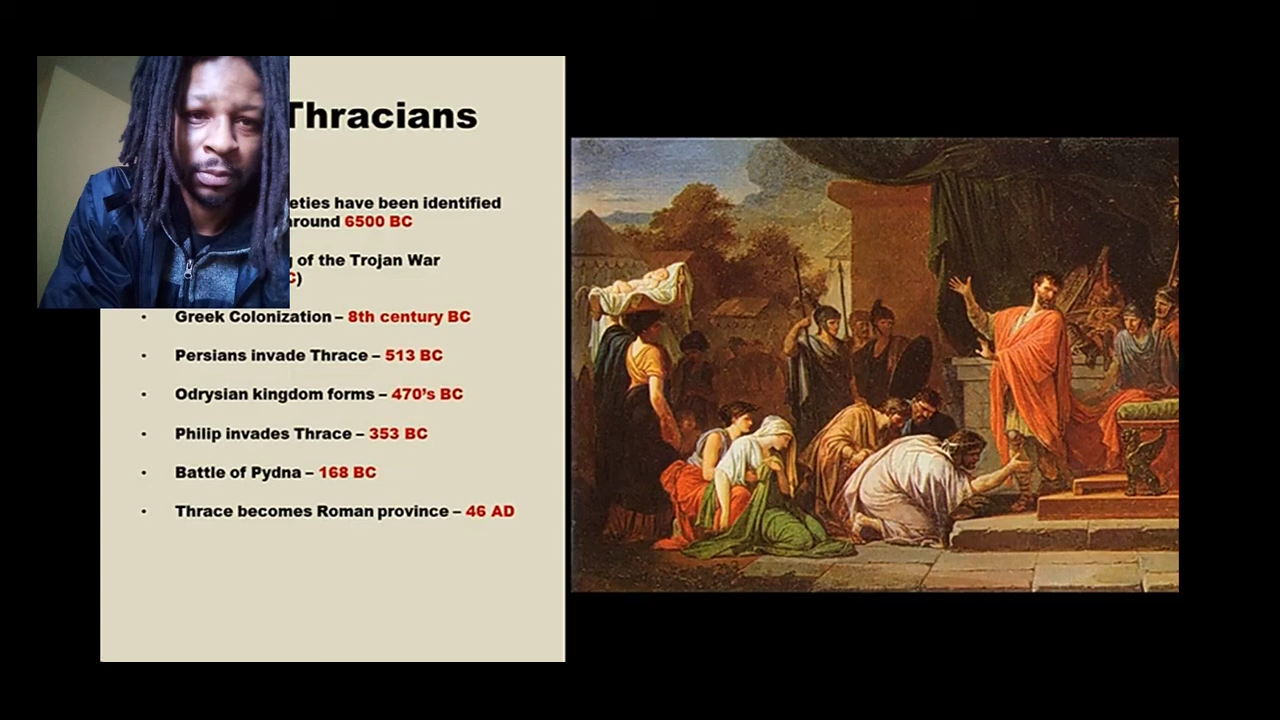 Thracians
have been identified
around 6500 BC
of the Trojan War
)
• Greek Colonization – 8th century BC
• Persians invade Thrace – 513 BC
• Odrysian kingdom forms – 470's BC
• Philip invades Thrace – 353 BC
• Battle of Pydna – 168 BC
• Thrace becomes Roman province – 46 AD